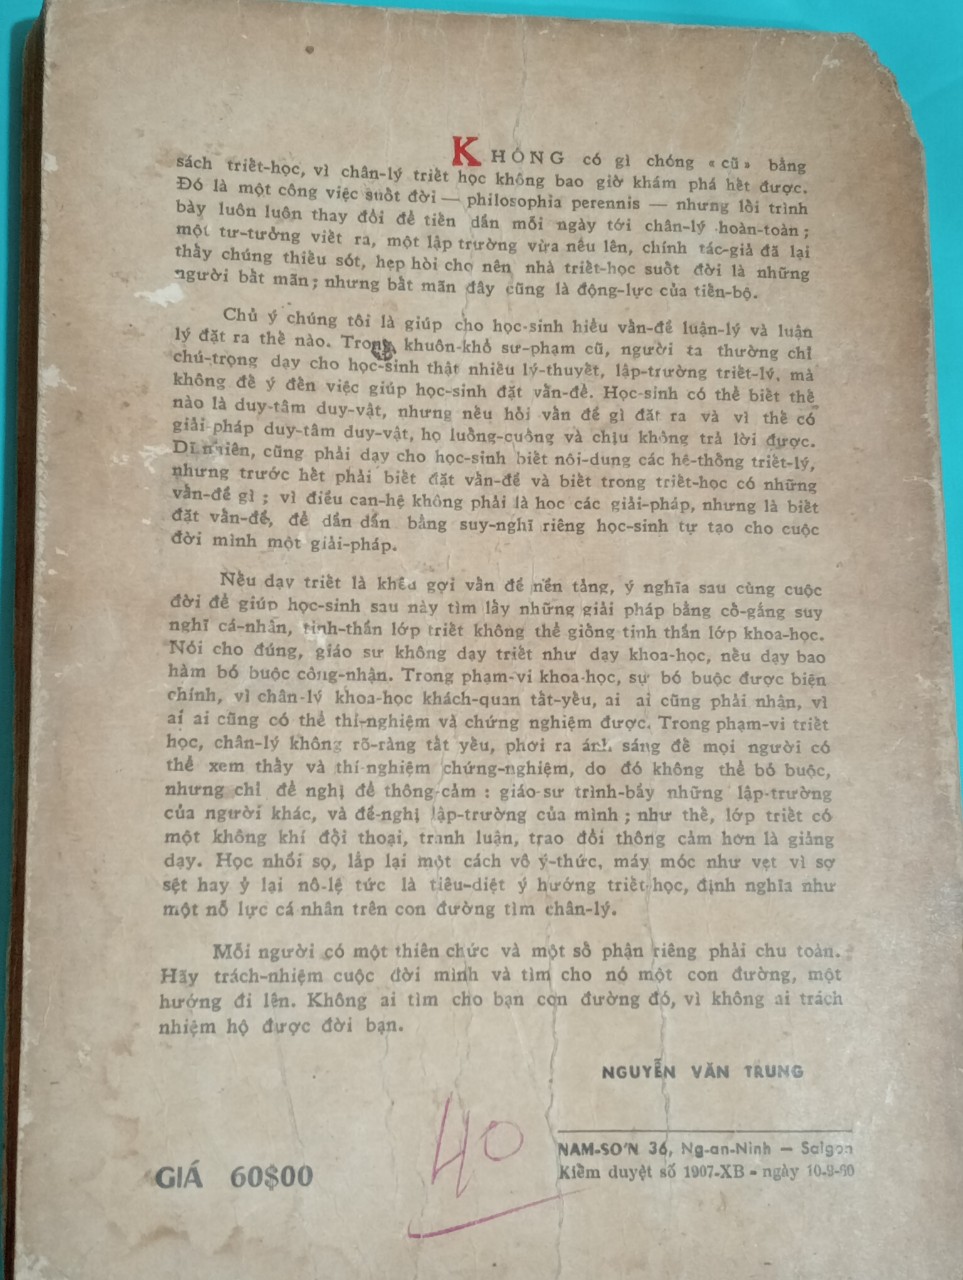 KHÔNG có gì chóng « cũ » bằng
sách triết-học, vì chân-lý triết học không bao giờ khám phá hết được.
Đó là một công việc suốt đời — philosophia perennis — nhưng lối trình
bày luôn luôn thay đổi để tiến dần mỗi ngày tới chân-lý hoàn-toàn ;
một tư-tưởng viết ra, một lập trường vừa nêu lên, chính tác-giả đã lại
thấy chúng thiếu sót, hẹp hòi cho nên nhà triết-học suốt đời là những
người bất mãn ; nhưng bất mãn đây cũng là động-lực của tiến-bộ.
Chủ ý chúng tôi là giúp cho học-sinh hiểu vấn-đề luận-lý và luận
lý đặt ra thế nào. Trong khuôn-khổ sư-phạm cũ, người ta thường chỉ
chú-trọng dạy cho học-sinh thật nhiều lý-thuyết, lập-trường triết-lý, mà
không để ý đến việc giúp học-sinh đặt vấn-đề. Học-sinh có thể biết thế
nào là duy-tâm duy-vật, nhưng nếu hỏi vấn đề gì đăt ra và vì thế có
giải-pháp duy-tâm duy-vật, họ luống-cuống và chịu không trả lời được.
Dĩ nhiên, cũng phải dạy cho học-sinh biết nôi-dung các hệ-thống triết-lý,
nhưng trước hết phải biết đặt vấn-đề và biết trong triết-học có những
vấn-đề gì ; vì điều can-hệ không phải là hoc các giải-pháp, nhưng là biết
đặt vấn-đề, để dần dần bằng suy-nghĩ riêng học-sinh tự tạo cho cuộc
đời mình một giải-pháp.
Nếu dạy triết là khêu gợi vấn đề nền tảng, ý nghĩa sau cùng cuộc
đời để giúp học-sinh sau này tìm lấy những giải pháp bằng cố-gắng suy
nghĩ cá-nhân, tinh-thần lớp triết không thể giống tinh thần lớp khoa-học.
Nói cho đúng, giáo sư không dạy triết như dạy khoa-học, nếu dạy bao
hàm bó buộc công-nhận. Trong phạm-vi khoa-học, sự bó buộc được biện
chính, vì chân-lý khoa-học khách-quan tất-yếu, ai ai cũng phải nhận, vì
ai ai cũng có thể thí-nghiệm và chứng nghiệm được. Trong phạm-vi triết
học, chân-lý không rõ-ràng tất yếu, phơi ra ánh sáng để mọi người có
thể xem thấy và thí-nghiệm chứng-nghiệm, do đó không thể bó buộc,
nhưng chỉ đề nghị để thông-cảm : giáo-sư trình-bầy những lập-trường
của người khác, và đề-nghị lập-trường của mình ; như thế, lớp triết có
một không khí đối thoại, tranh luận, trao đổi thông cảm hơn là giảng
dạy. Học nhồi sọ, lắp lại một cách vô ý-thức, máy móc như vẹt vì sợ
sệt hay ỷ lại nô-lệ tức là tiêu-diệt ý hướng triết học, định nghĩa như
một nỗ lực cá nhân trên con đường tìm chân-lý.
Mỗi người có một thiên chức và một số phận riêng phải chu toàn.
Hãy trách-nhiệm cuộc đời mình và tìm cho nó một con đường, một
hướng đi lên. Không ai tìm cho bạn con đường đó, vì không ai trách
nhiệm hộ được đời bạn.
NGUYỄN VĂN TRUNG
40
NAM-SƠN 36, Ng-an-Ninh — Saigon
Kiểm duyệt số 1907-XB - ngày 10-9-60
GIÁ 60$00